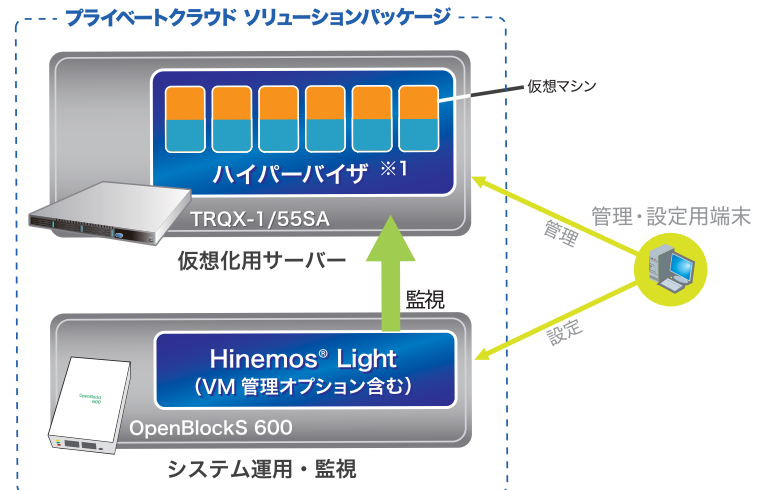 プライベートクラウド ソリューションパッケージ
仮想マシン
ハイパーバイザ ※1
TRQX-1/55SA
仮想化用サーバー
管理・設定用端末
管理
監視
設定
Hinemos® Light
(VM 管理オプション含む)
OpenBlockS
600
OpenBlockS 600
システム運用・監視